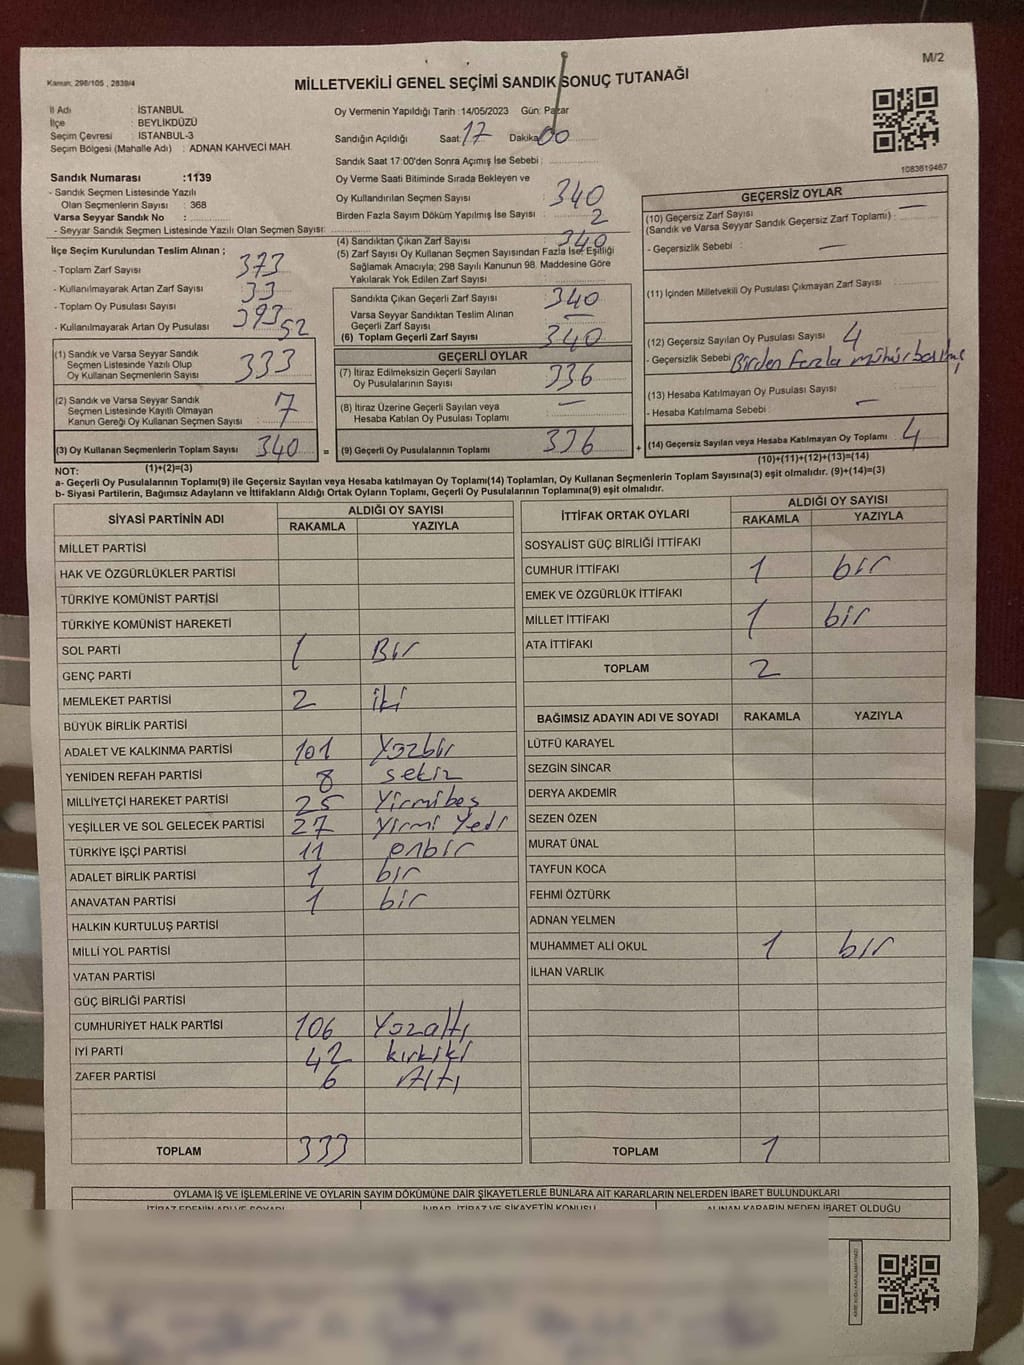 Kanun: 298/105 , 2839/4
M/2
MİLLETVEKİLİ GENEL SEÇİMİ SANDIK SONUÇ TUTANAĞI
İl Adı : İSTANBUL
İlçe : BEYLİKDÜZÜ
Seçim Çevresi : İSTANBUL-3
Seçim Bölgesi (Mahalle Adı) : ADNAN KAHVECİ MAH.
Oy Vermenin Yapıldığı Tarih :14/05/2023 Gün: Pazar
Sandığın Açıldığı Saat: 17 Dakika: 00
Sandık Saat 17:00'den Sonra Açımış İse Sebebi :
1083619467
Sandık Numarası :1139
- Sandık Seçmen Listesinde Yazılı
Olan Seçmenlerin Sayısı : 368
Varsa Seyyar Sandık No :
- Seyyar Sandık Seçmen Listesinde Yazılı Olan Seçmen Sayısı:
Oy Verme Saati Bitiminde Sırada Bekleyen ve
Oy Kullandırılan Seçmen Sayısı : 340
Birden Fazla Sayım Döküm Yapılmış İse Sayısı : 2
İlçe Seçim Kurulundan Teslim Alınan ;
- Toplam Zarf Sayısı : 373
- Kullanılmayarak Artan Zarf Sayısı : 33
- Toplam Oy Pusulası Sayısı : 393
- Kullanılmayarak Artan Oy Pusulası : 52
(1) Sandık ve Varsa Seyyar Sandık
Seçmen Listesinde Yazılı Olup
Oy Kullanan Seçmenlerin Sayısı : 333
(2) Sandık ve Varsa Seyyar Sandık
Seçmen Listesinde Kayıtlı Olmayan
Kanun Gereği Oy Kullanan Seçmen Sayısı : 7
(3) Oy Kullanan Seçmenlerin Toplam Sayısı : 340
(1)+(2)=(3)
(4) Sandıktan Çıkan Zarf Sayısı : 340
(5) Zarf Sayısı Oy Kullanan Seçmen Sayısından Fazla İse, Eşitliği
Sağlamak Amacıyla; 298 Sayılı Kanunun 98. Maddesine Göre
Yakılarak Yok Edilen Zarf Sayısı :
Sandıkta Çıkan Geçerli Zarf Sayısı : 340
Varsa Seyyar Sandıktan Teslim Alınan
Geçerli Zarf Sayısı : —
(6) Toplam Geçerli Zarf Sayısı : 340
GEÇERLİ OYLAR
(7) İtiraz Edilmeksizin Geçerli Sayılan
Oy Pusulalarının Sayısı : 336
(8) İtiraz Üzerine Geçerli Sayılan veya
Hesaba Katılan Oy Pusulası Toplamı : —
= (9) Geçerli Oy Pusulalarının Toplamı : 336 +
GEÇERSİZ OYLAR
(10) Geçersiz Zarf Sayısı
(Sandık ve Varsa Seyyar Sandık Geçersiz Zarf Toplamı) : —
- Geçersizlik Sebebi : —
(11) İçinden Milletvekili Oy Pusulası Çıkmayan Zarf Sayısı :
(12) Geçersiz Sayılan Oy Pusulası Sayısı : 4
- Geçersizlik Sebebi : Birden fazla mühür basılmış
(13) Hesaba Katılmayan Oy Pusulası Sayısı : —
- Hesaba Katılmama Sebebi :
(14) Geçersiz Sayılan veya Hesaba Katılmayan Oy Toplamı : 4
(10)+(11)+(12)+(13)=(14)
NOT:
a- Geçerli Oy Pusulalarının Toplamı(9) ile Geçersiz Sayılan veya Hesaba katılmayan Oy Toplamı(14) Toplamları, Oy Kullanan Seçmenlerin Toplam Sayısına(3) eşit olmalıdır. (9)+(14)=(3)
b- Siyasi Partilerin, Bağımsız Adayların ve İttifakların Aldığı Ortak Oyların Toplamı, Geçerli Oy Pusulalarının Toplamına(9) eşit olmalıdır.
SİYASİ PARTİNİN ADI ALDIĞI OY SAYISI
RAKAMLA YAZIYLA
MİLLET PARTİSİ
HAK VE ÖZGÜRLÜKLER PARTİSİ
TÜRKİYE KOMÜNİST PARTİSİ
TÜRKİYE KOMÜNİST HAREKETİ
SOL PARTİ 1 Bir
GENÇ PARTİ
MEMLEKET PARTİSİ 2 iki
BÜYÜK BİRLİK PARTİSİ
ADALET VE KALKINMA PARTİSİ 101 Yüzbir
YENİDEN REFAH PARTİSİ 8 sekiz
MİLLİYETÇİ HAREKET PARTİSİ 25 Yirmibeş
YEŞİLLER VE SOL GELECEK PARTİSİ 27 Yirmi Yedi
TÜRKİYE İŞÇİ PARTİSİ 11 onbir
ADALET BİRLİK PARTİSİ 1 bir
ANAVATAN PARTİSİ 1 bir
HALKIN KURTULUŞ PARTİSİ
MİLLİ YOL PARTİSİ
VATAN PARTİSİ
GÜÇ BİRLİĞİ PARTİSİ
CUMHURİYET HALK PARTİSİ 106 Yüzaltı
İYİ PARTİ 42 kırkiki
ZAFER PARTİSİ 6 Altı
TOPLAM 333
İTTİFAK ORTAK OYLARI ALDIĞI OY SAYISI
RAKAMLA YAZIYLA
SOSYALİST GÜÇ BİRLİĞİ İTTİFAKI
CUMHUR İTTİFAKI 1 bir
EMEK VE ÖZGÜRLÜK İTTİFAKI
MİLLET İTTİFAKI 1 bir
ATA İTTİFAKI
TOPLAM 2
BAĞIMSIZ ADAYIN ADI VE SOYADI RAKAMLA YAZIYLA
LÜTFÜ KARAYEL
SEZGİN SİNCAR
DERYA AKDEMİR
SEZEN ÖZEN
MURAT ÜNAL
TAYFUN KOCA
FEHMİ ÖZTÜRK
ADNAN YELMEN
MUHAMMET ALİ OKUL 1 bir
İLHAN VARLIK
TOPLAM 1
OYLAMA İŞ VE İŞLEMLERİNE VE OYLARIN SAYIM DÖKÜMÜNE DAİR ŞİKAYETLERLE BUNLARA AİT KARARLARIN NELERDEN İBARET BULUNDUKLARI
İTİRAZ EDENİN ADI VE SOYADI İHBAR, İTİRAZ VE ŞİKAYETİN KONUSU ALINAN KARARIN NEDEN İBARET OLDUĞU